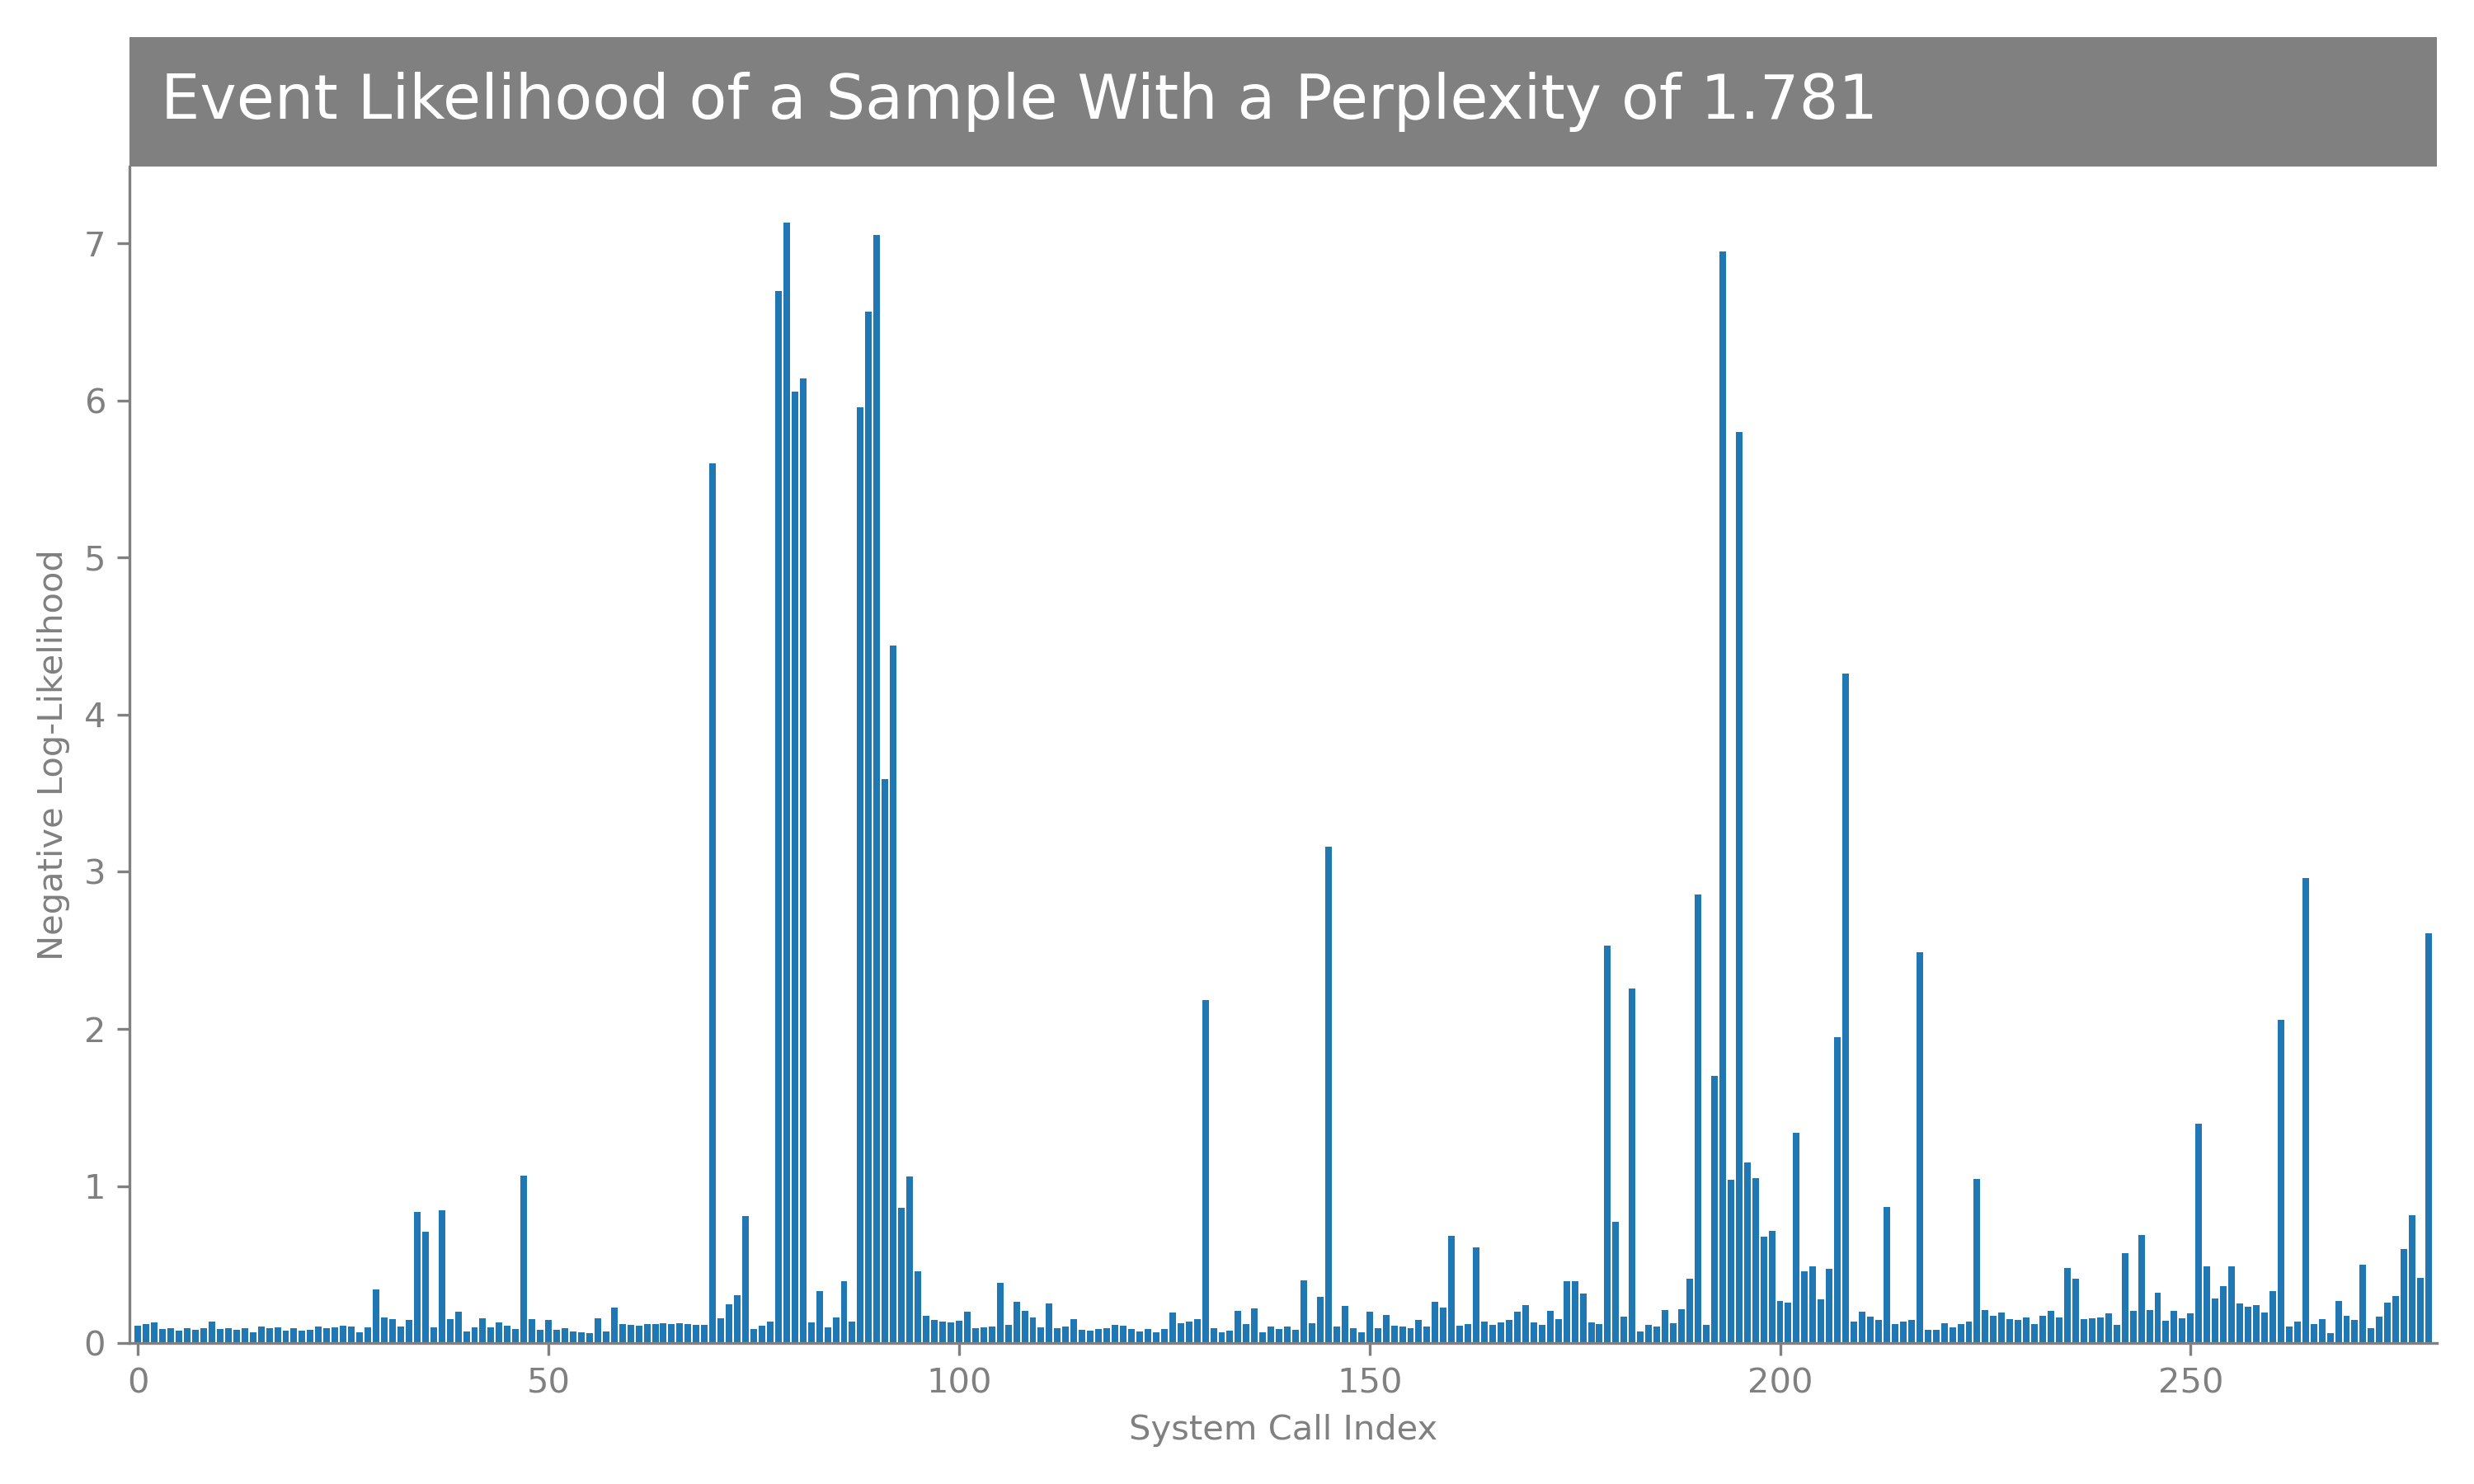 Event Likelihood of a Sample With a Perplexity of 1.781
7
6
5
4
3
2
1
0
Negative Log-Likelihood
0 50 100 150 200 250
System Call Index